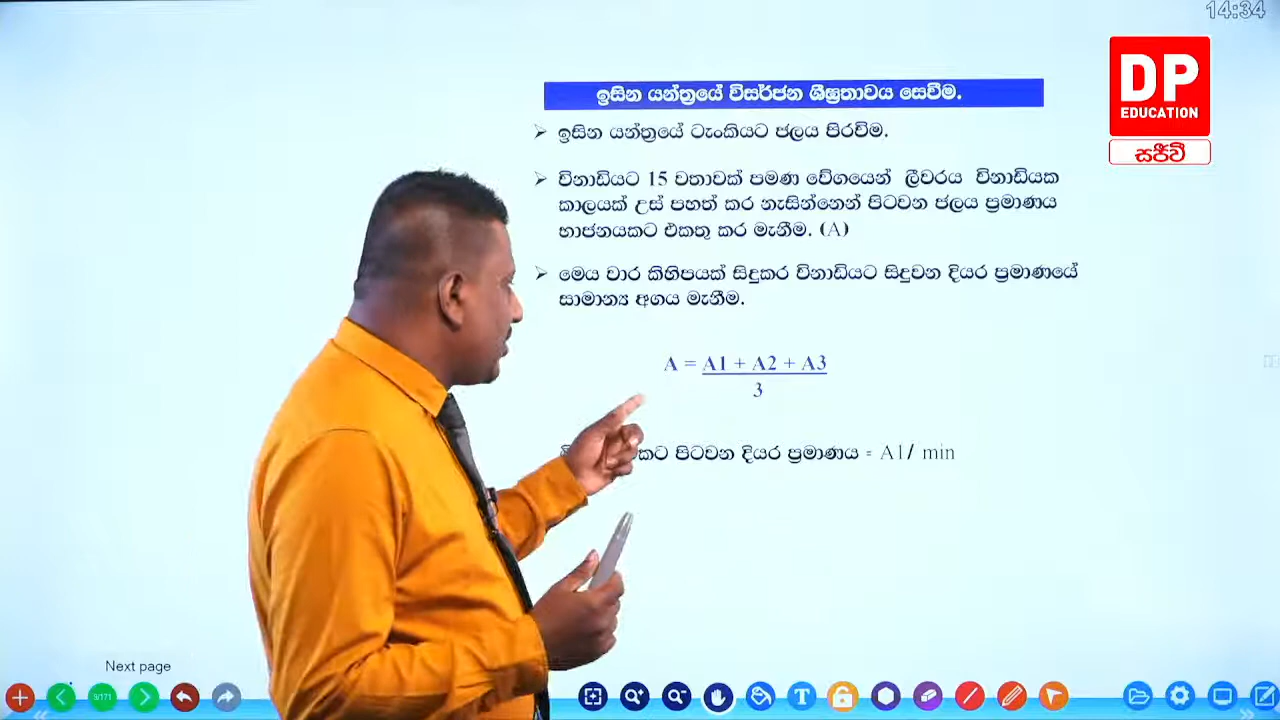 14:34
DP
EDUCATION
සජීවී
ඉසින යන්ත්‍රයේ විසර්ජන ශීඝ්‍රතාවය සෙවීම.
➢ ඉසින යන්ත්‍රයේ ටැංකියට ජලය පිරවීම.
➢ විනාඩියට 15 වතාවක් පමණ වේගයෙන් ලීවරය විනාඩියක
කාලයක් උස් පහත් කර නැසින්නෙන් පිටවන ජලය ප්‍රමාණය
භාජනයකට එකතු කර මැනීම. (A)
➢ මෙය වාර කිහිපයක් සිදුකර විනාඩියට සිදුවන දියර ප්‍රමාණයේ
සාමාන්‍ය අගය මැනීම.
A = A1 + A2 + A3
3
පිටවන දියර ප්‍රමාණය = A1/ min
Next page
9/171